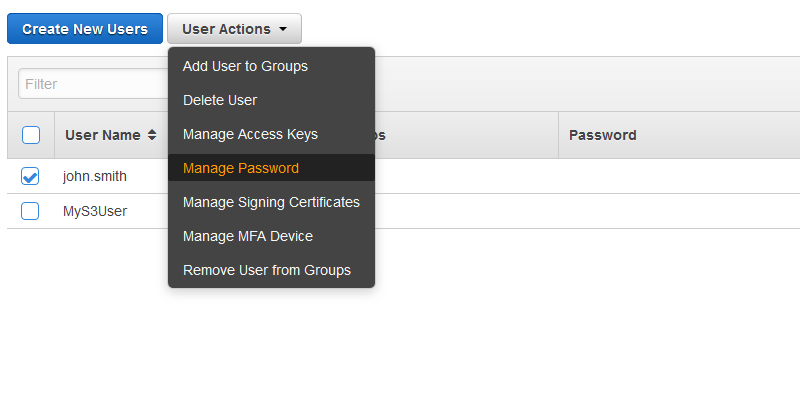 Create New Users
User Actions
Add User to Groups
Filter
Delete User
Manage Access Keys
User Name
Password
Manage Password
john.smith
Manage Signing Certificates
MyS3User
Manage MFA Device
Remove User from Groups